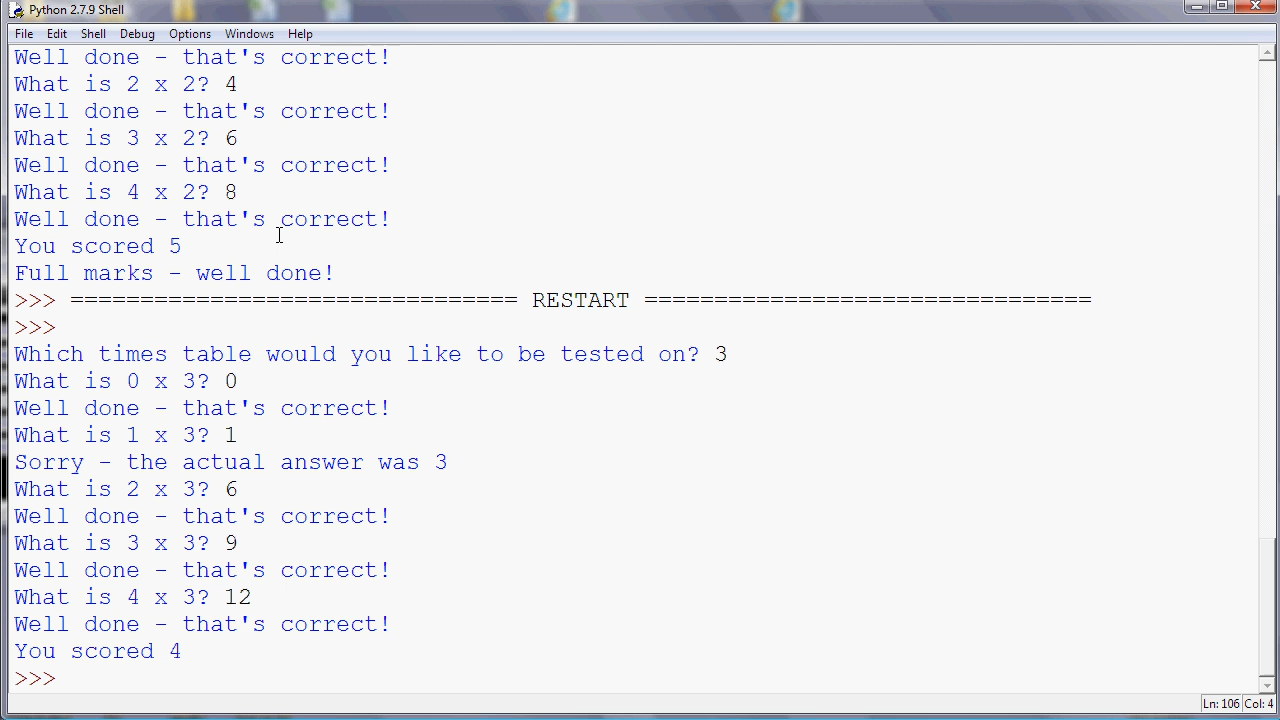 Python 2.7.9 Shell
File Edit Shell Debug Options Windows Help
Well done - that's correct!
What is 2 x 2? 4
Well done - that's correct!
What is 3 x 2? 6
Well done - that's correct!
What is 4 x 2? 8
Well done - that's correct!
You scored 5
Full marks - well done!
>>> ================================ RESTART ================================
>>>
Which times table would you like to be tested on? 3
What is 0 x 3? 0
Well done - that's correct!
What is 1 x 3? 1
Sorry - the actual answer was 3
What is 2 x 3? 6
Well done - that's correct!
What is 3 x 3? 9
Well done - that's correct!
What is 4 x 3? 12
Well done - that's correct!
You scored 4
>>>
Ln: 106 Col: 4